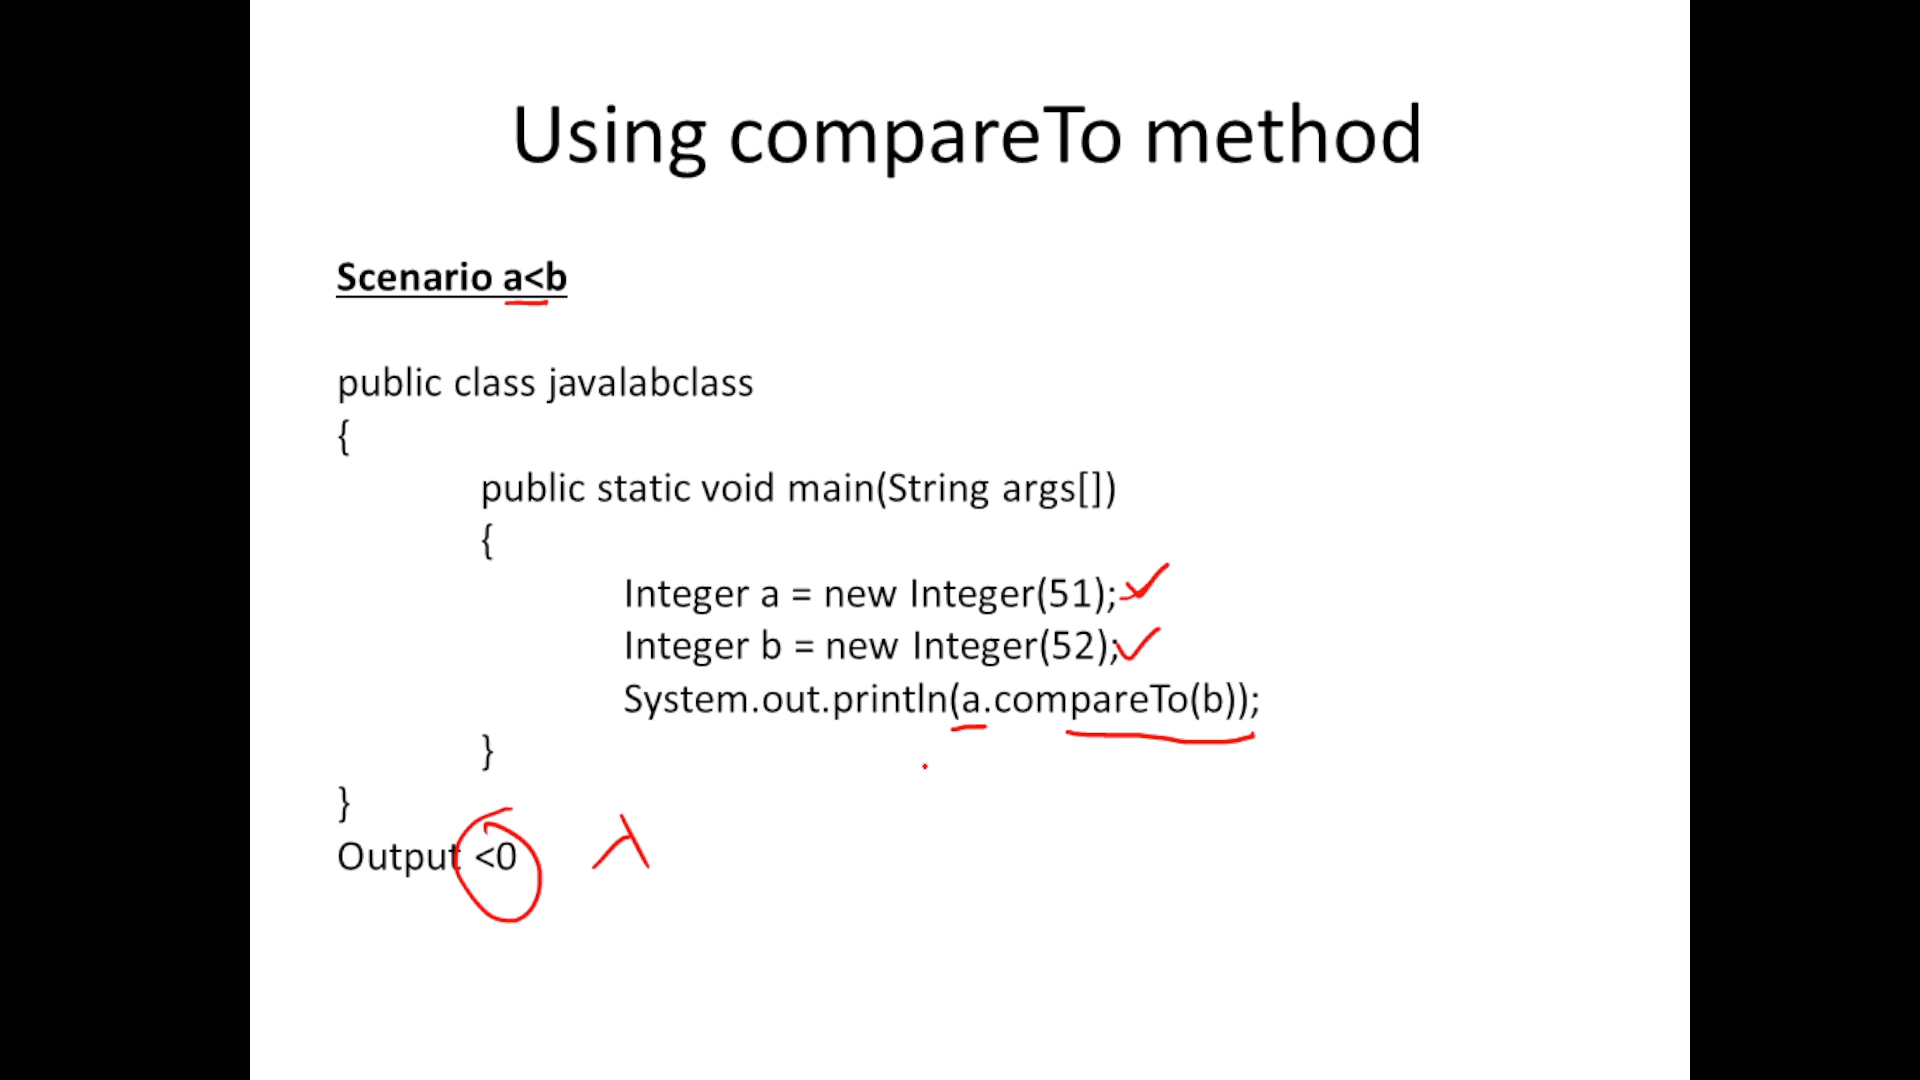 Using compareTo method
Scenario a<b
public class javalabclass
{
public static void main(String args[])
{
Integer a = new Integer(51);
Integer b = new Integer(52);
System.out.println(a.compareTo(b));
}
}
Output <0 λ